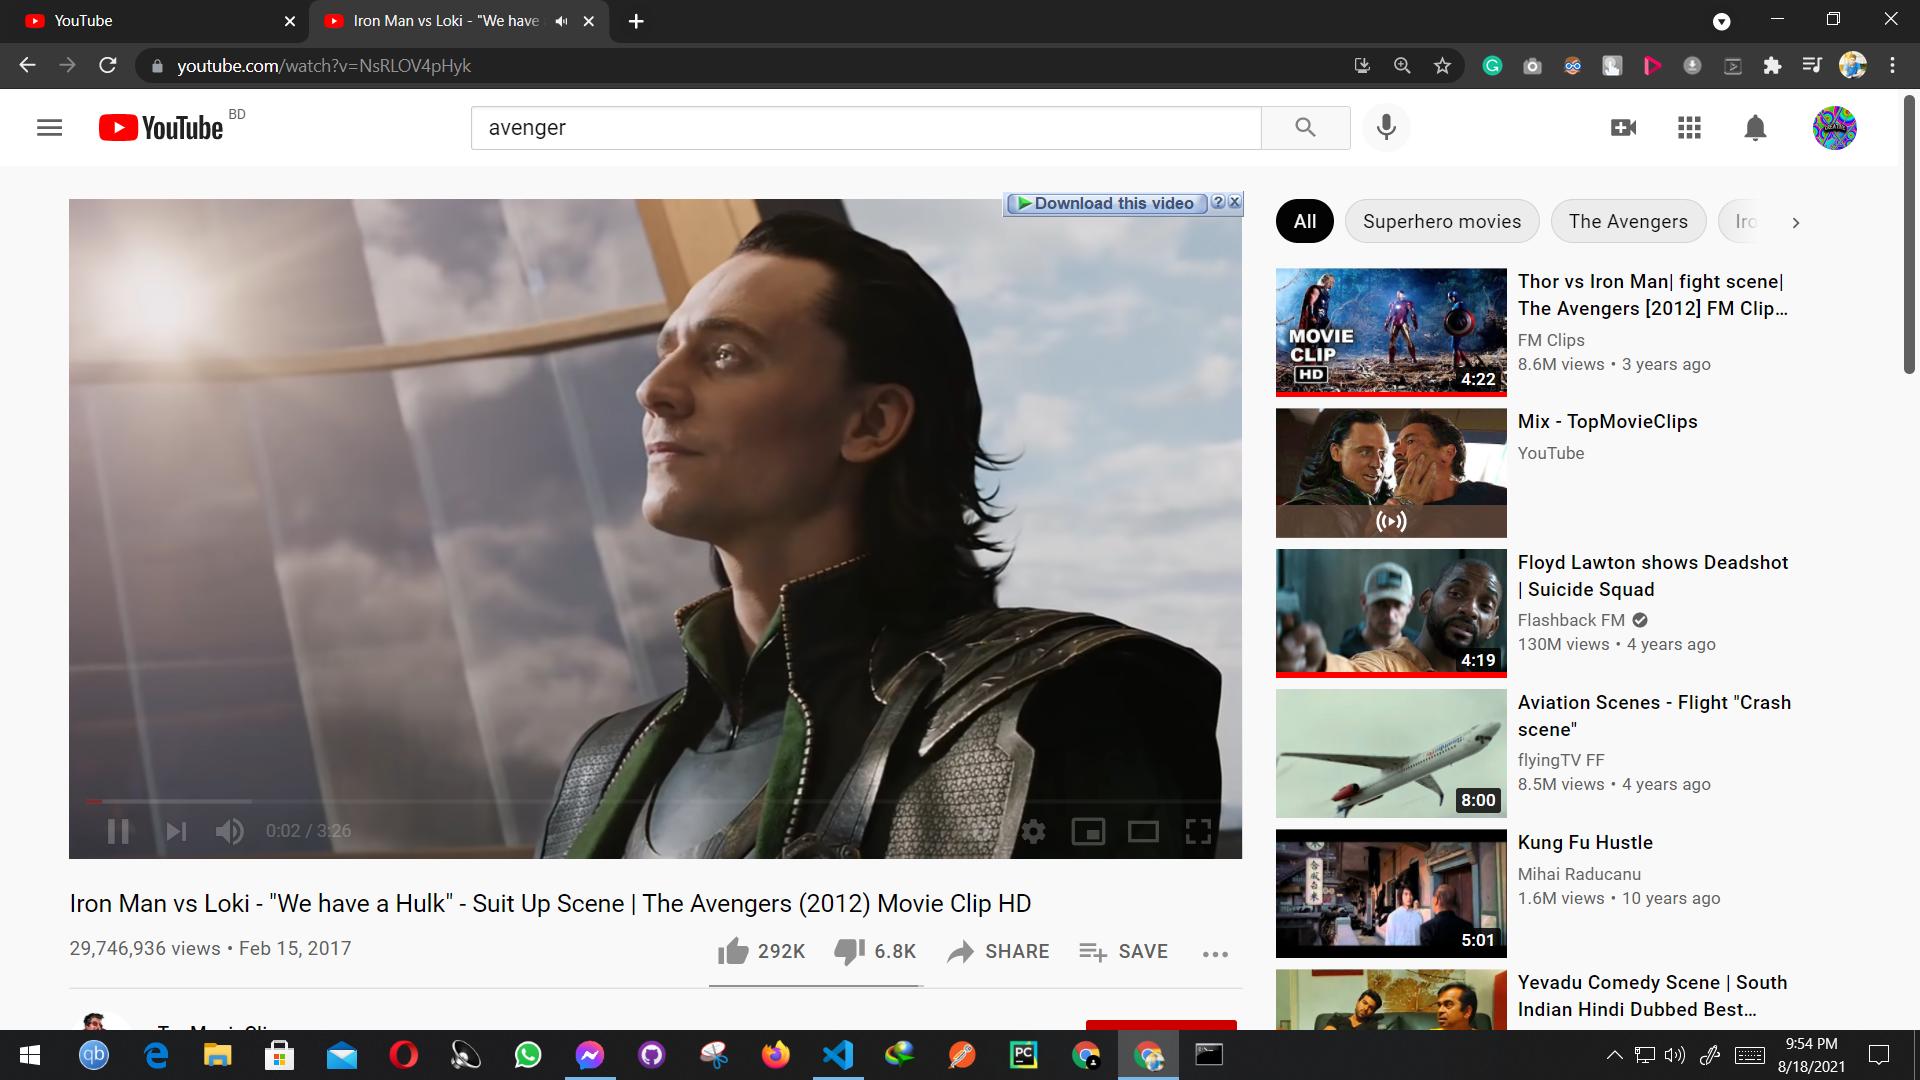 YouTube
Iron Man vs Loki - "We have
youtube.com/watch?v=NsRLOV4pHyk
YouTube BD
avenger
Download this video
All
Superhero movies
The Avengers
Iro
MOVIE
CLIP
HD
4:22
Thor vs Iron Man| fight scene|
The Avengers [2012] FM Clip...
FM Clips
8.6M views • 3 years ago
Mix - TopMovieClips
YouTube
4:19
Floyd Lawton shows Deadshot
| Suicide Squad
Flashback FM
130M views • 4 years ago
8:00
Aviation Scenes - Flight "Crash
scene"
flyingTV FF
8.5M views • 4 years ago
5:01
Kung Fu Hustle
Mihai Raducanu
1.6M views • 10 years ago
Yevadu Comedy Scene | South
Indian Hindi Dubbed Best...
0:02 / 3:26
Iron Man vs Loki - "We have a Hulk" - Suit Up Scene | The Avengers (2012) Movie Clip HD
29,746,936 views • Feb 15, 2017
292K
6.8K
SHARE
SAVE
qb
PC
9:54 PM
8/18/2021